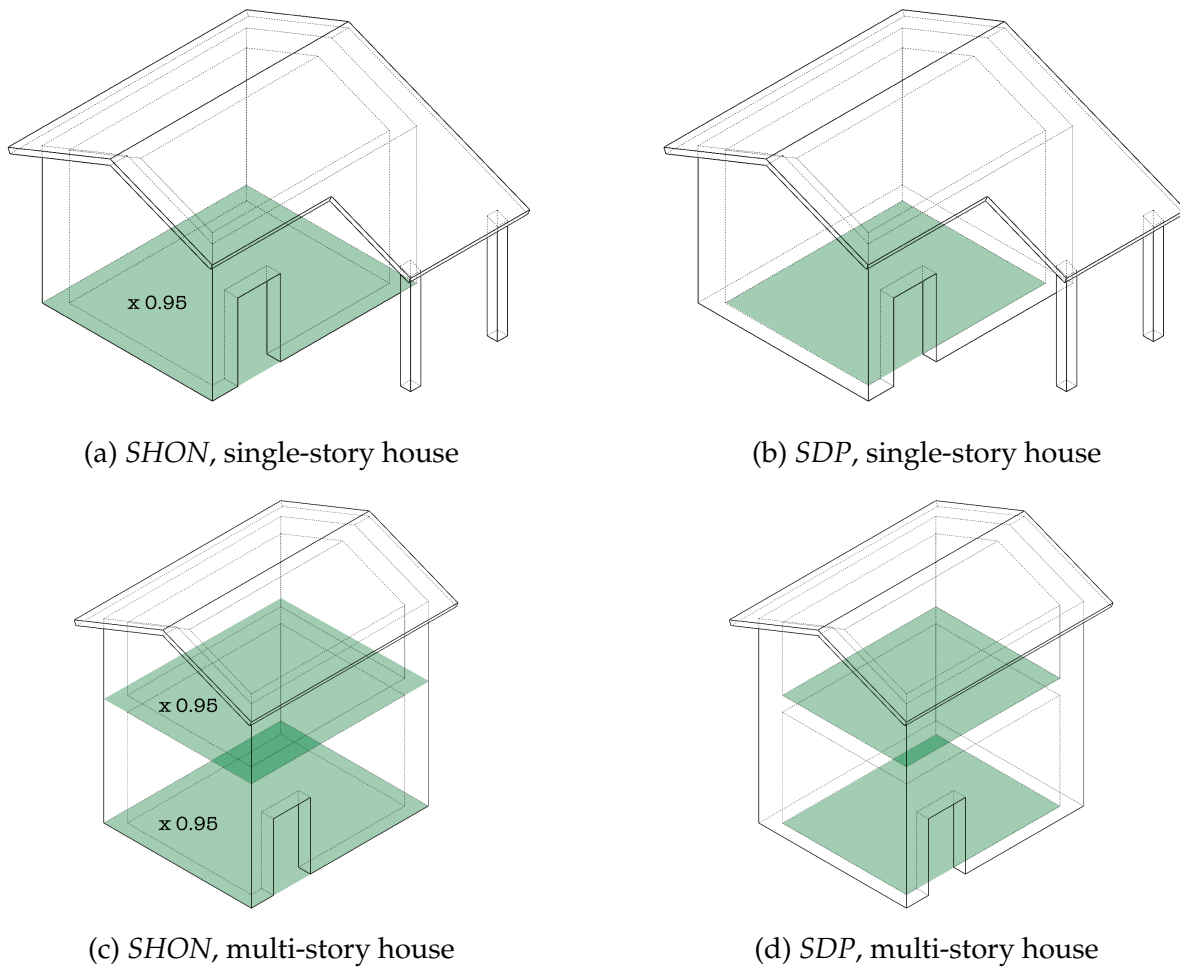 x 0.95
(a) SHON, single-story house
(b) SDP, single-story house
x 0.95
x 0.95
(c) SHON, multi-story house
(d) SDP, multi-story house